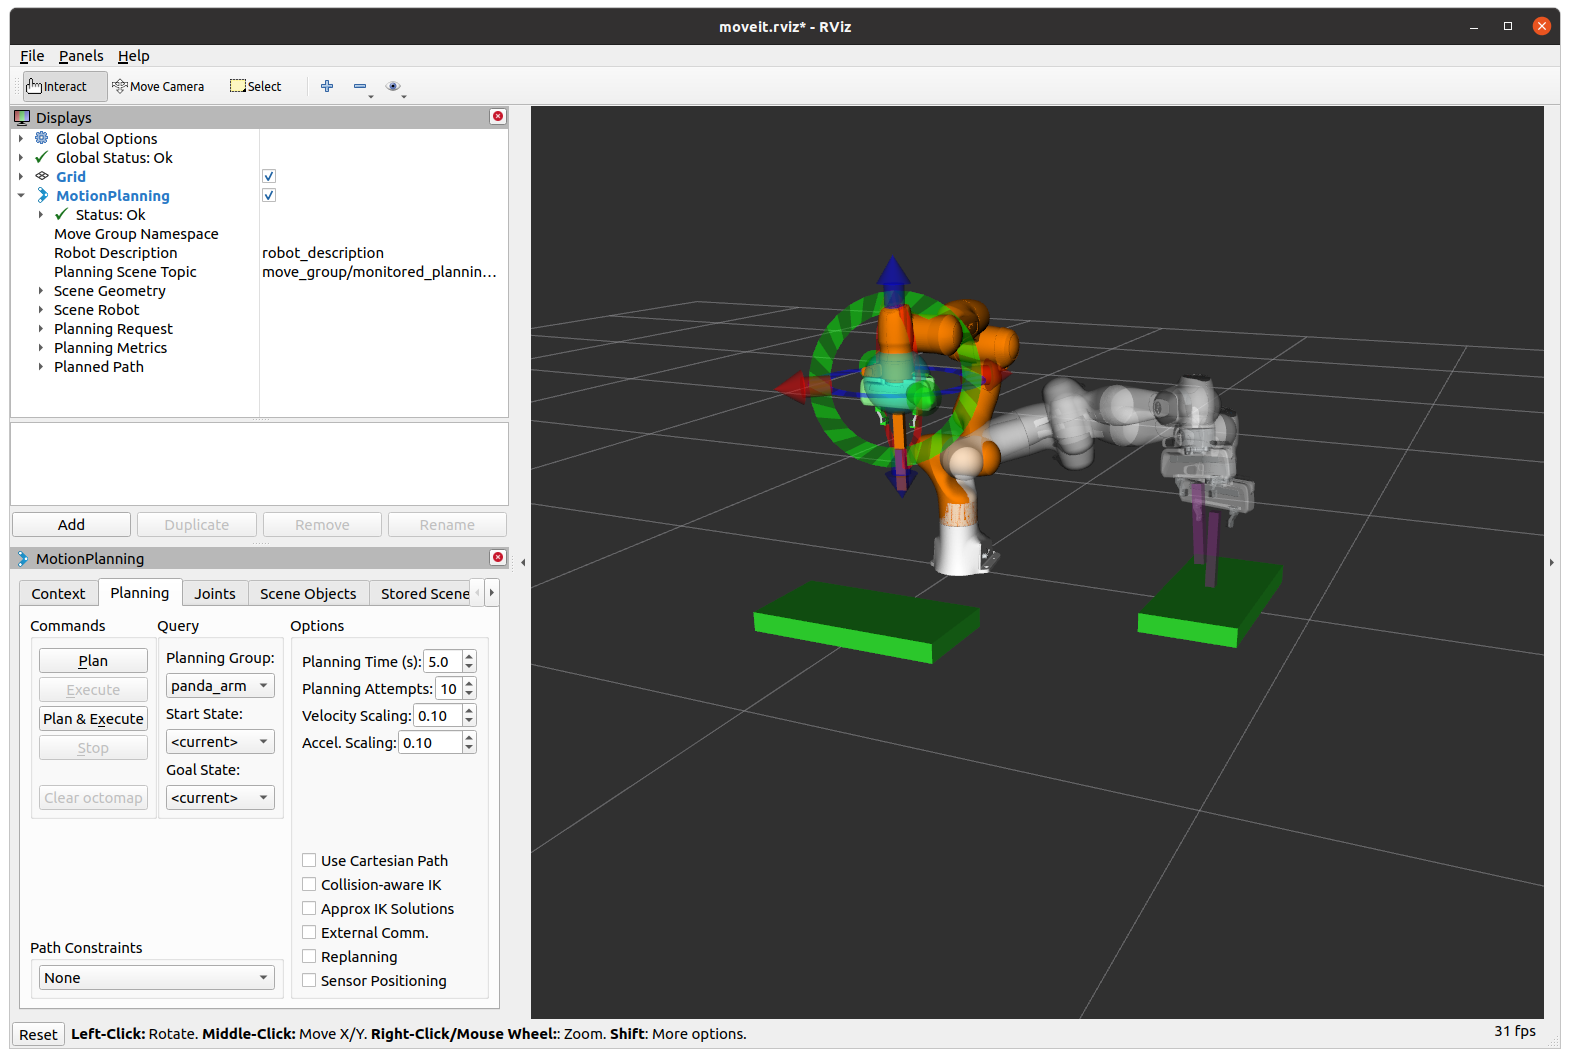 moveit.rviz* - RViz
File Panels Help
Interact Move Camera Select
Displays
Global Options
Global Status: Ok
Grid
MotionPlanning
Status: Ok
Move Group Namespace
Robot Description robot_description
Planning Scene Topic move_group/monitored_plannin...
Scene Geometry
Scene Robot
Planning Request
Planning Metrics
Planned Path
Add Duplicate Remove Rename
MotionPlanning
Context Planning Joints Scene Objects Stored Scene
Commands Query Options
Plan
Execute
Plan & Execute
Stop
Clear octomap
Planning Group:
panda_arm
Start State:
<current>
Goal State:
<current>
Planning Time (s): 5.0
Planning Attempts: 10
Velocity Scaling: 0.10
Accel. Scaling: 0.10
Use Cartesian Path
Collision-aware IK
Approx IK Solutions
External Comm.
Replanning
Sensor Positioning
Path Constraints
None
Reset Left-Click: Rotate. Middle-Click: Move X/Y. Right-Click/Mouse Wheel:: Zoom. Shift: More options. 31 fps